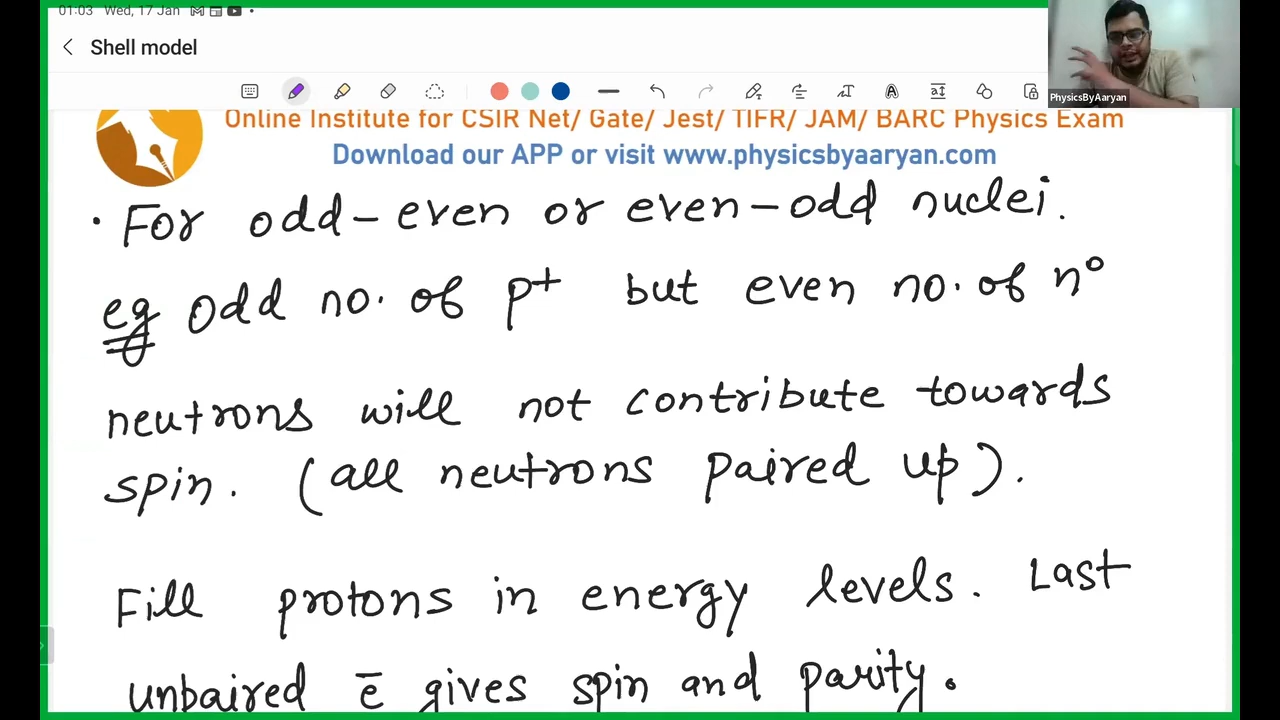 01:03 Wed, 17 Jan
Shell model
PhysicsByAaryan
Online Institute for CSIR Net/ Gate/ Jest/ TIFR/ JAM/ BARC Physics Exam
Download our APP or visit www.physicsbyaaryan.com
• For odd-even or even-odd nuclei.
eg odd no. of p+ but even no. of n°
neutrons will not contribute towards
spin. (all neutrons paired up).
Fill protons in energy levels. Last
unpaired ē gives spin and parity.